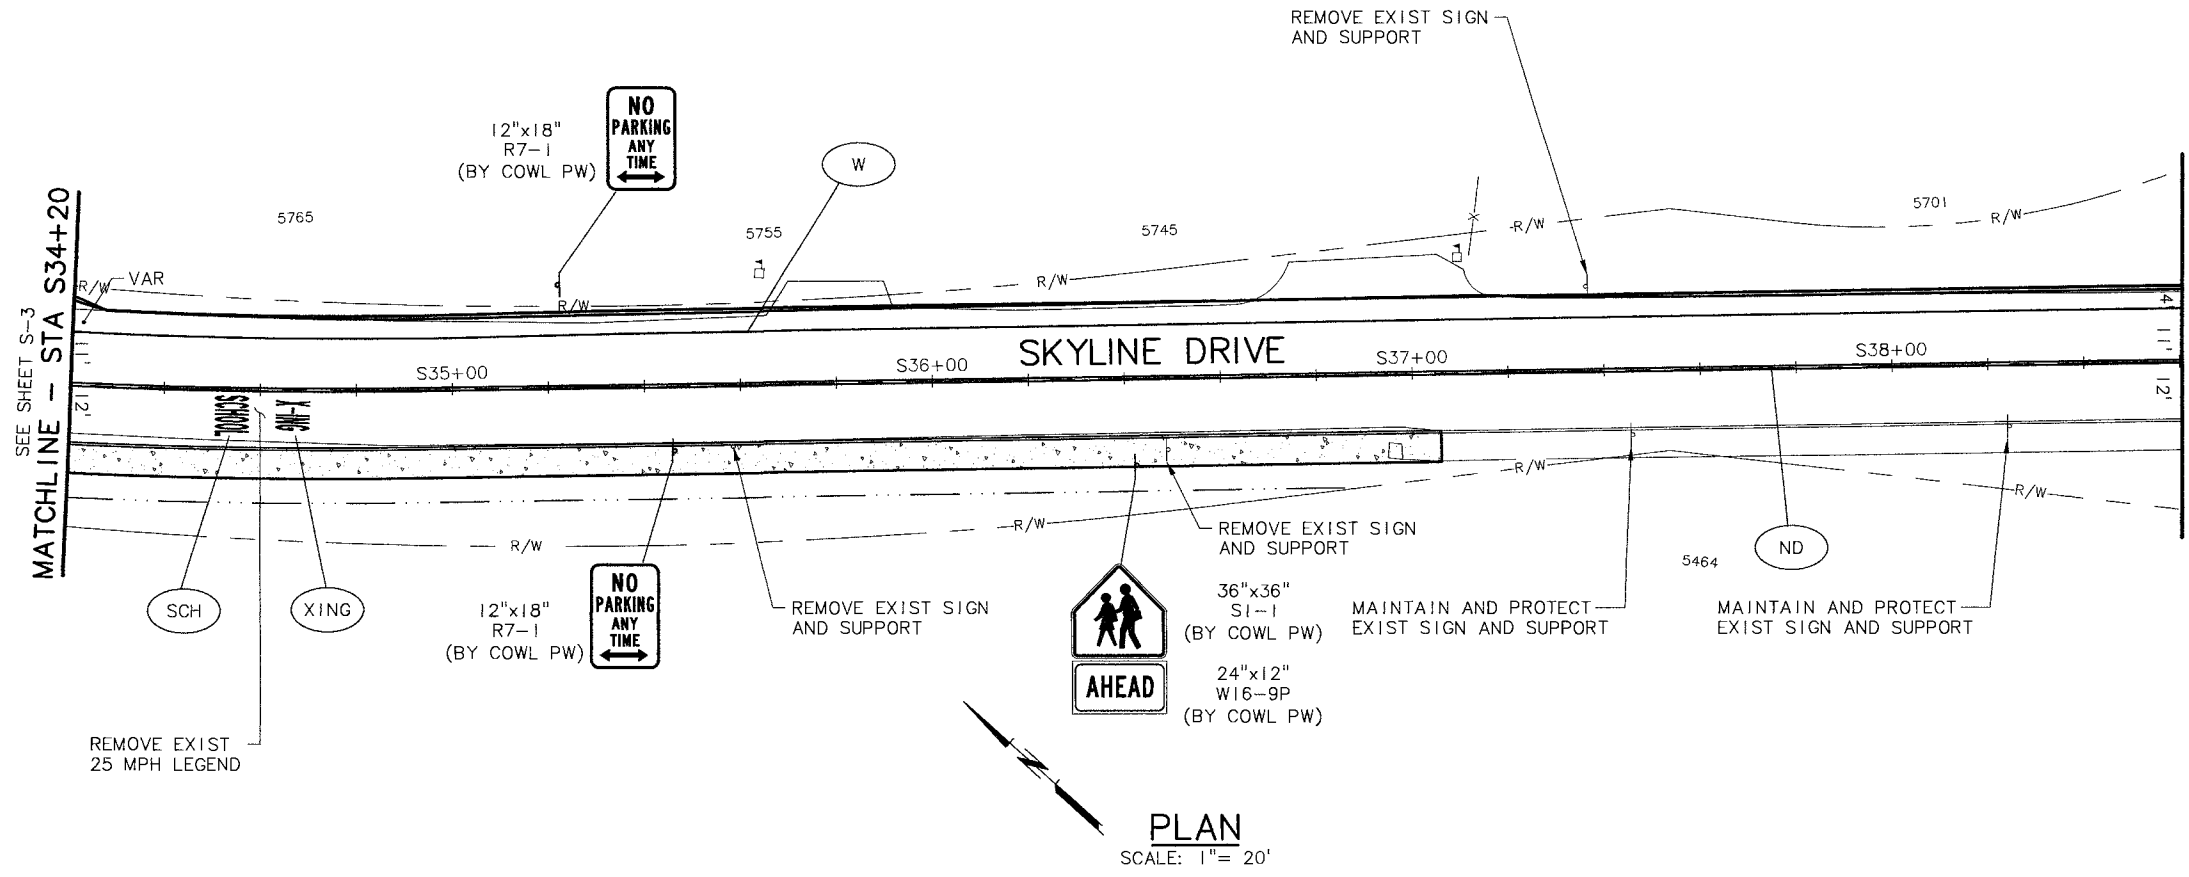 REMOVE EXIST SIGN
AND SUPPORT
12"x18"
R7-1
(BY COWL PW)
NO
PARKING
ANY
TIME
W
5765
5755
5745
5701
R/W
R/W
VAR
R/W
R/W
R/W
R/W
SEE SHEET S-3
MATCHLINE - STA S34+20
11'
12'
4'
11'
12'
SKYLINE DRIVE
S35+00
S36+00
S37+00
S38+00
SCHOOL
X-ING
R/W
R/W
R/W
R/W
SCH
XING
12"x18"
R7-1
(BY COWL PW)
NO
PARKING
ANY
TIME
REMOVE EXIST SIGN
AND SUPPORT
REMOVE EXIST SIGN
AND SUPPORT
36"x36"
S1-1
(BY COWL PW)
AHEAD
24"x12"
W16-9P
(BY COWL PW)
ND
5464
MAINTAIN AND PROTECT
EXIST SIGN AND SUPPORT
MAINTAIN AND PROTECT
EXIST SIGN AND SUPPORT
REMOVE EXIST
25 MPH LEGEND
PLAN
SCALE: 1"= 20'